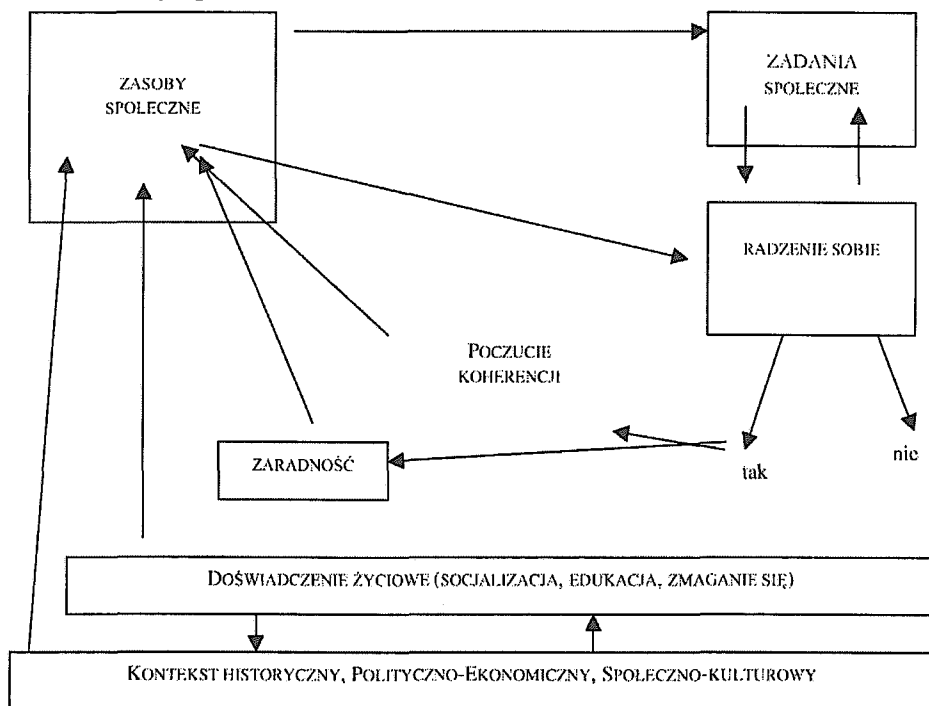 ZASOBY
SPOŁECZNE
ZADANIA
SPOŁECZNE
RADZENIE SOBIE
POCZUCIE
KOHERENCJI
ZARADNOŚĆ
tak
nie
DOŚWIADCZENIE ŻYCIOWE (SOCJALIZACJA, EDUKACJA, ZMAGANIE SIĘ)
KONTEKST HISTORYCZNY, POLITYCZNO-EKONOMICZNY, SPOŁECZNO-KULTUROWY